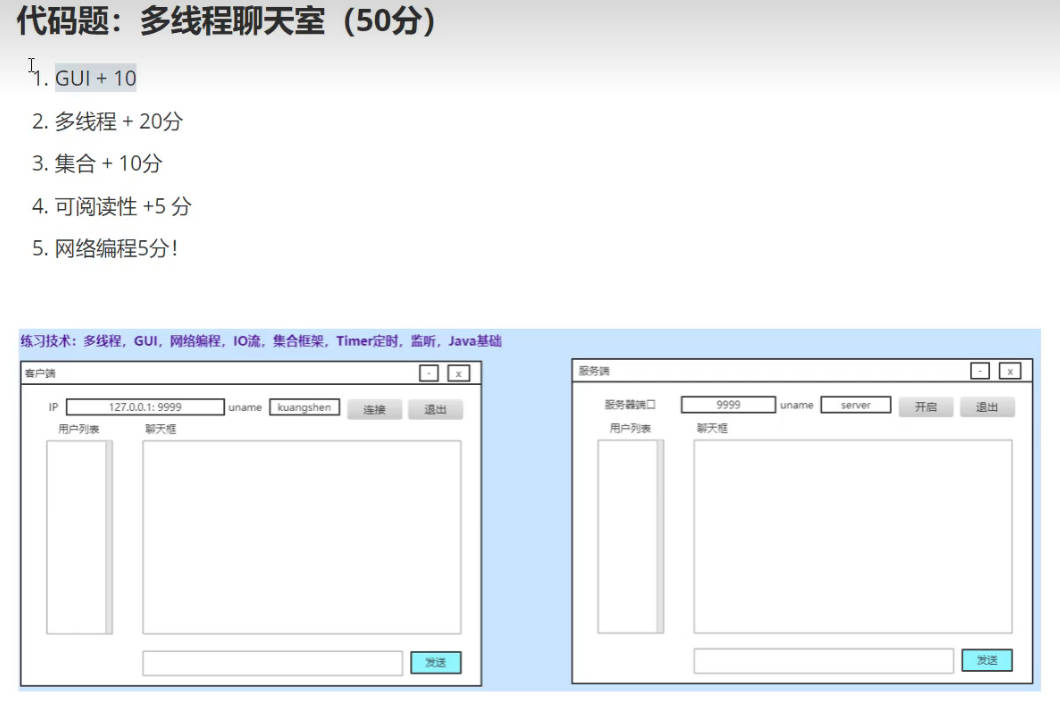 代码题：多线程聊天室（50分）
1. GUI + 10
2. 多线程 + 20分
3. 集合 + 10分
4. 可阅读性 +5 分
5. 网络编程5分！
练习技术：多线程，GUI，网络编程，IO流，集合框架，Timer定时，监听，Java基础
客户端 - x
IP 127.0.0.1: 9999 uname kuangshen 连接 退出
用户列表 聊天框
发送
服务端 - x
服务器端口 9999 uname server 开启 退出
用户列表 聊天框
发送